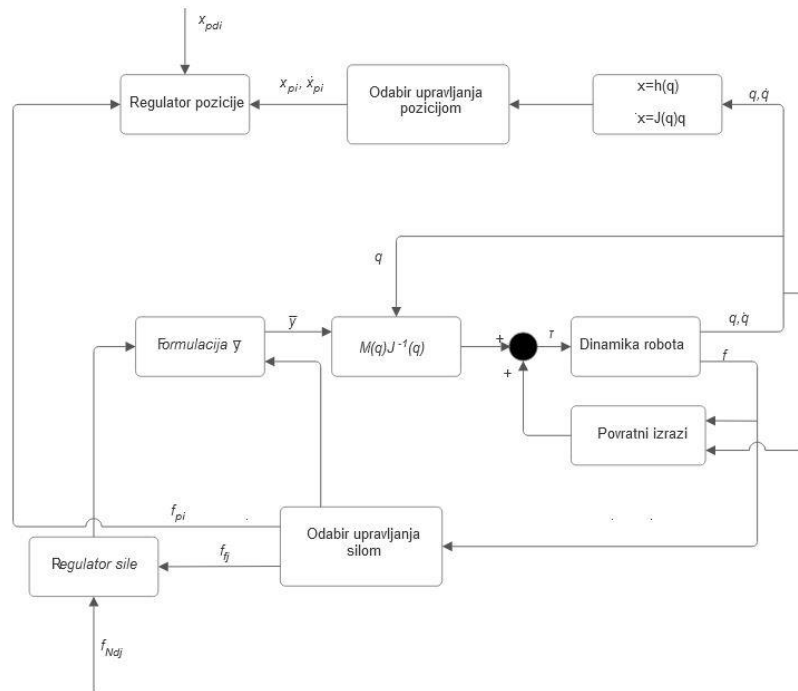 x_pdi
Regulator pozicije
x_pi, ẋ_pi
Odabir upravljanja
pozicijom
x=h(q)
ẋ=J(q)q
q,q̇
q
Formulacija y̅
y̅
M(q)J⁻¹(q)
+
+
τ
Dinamika robota
q,q̇
f
Povratni izrazi
f_pi
Odabir upravljanja
silom
Regulator sile
f_fj
f_Ndj